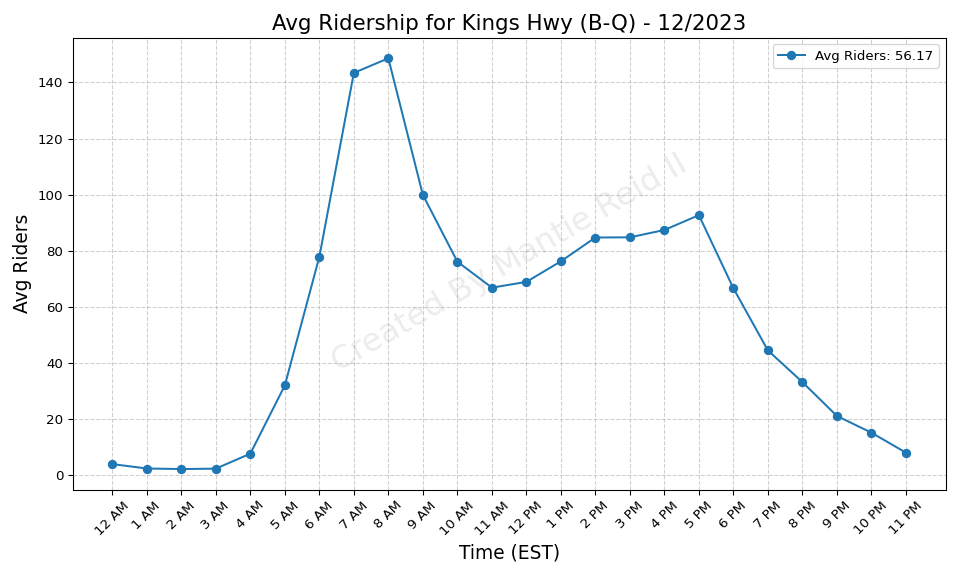 Avg Ridership for Kings Hwy (B-Q) - 12/2023
Avg Riders: 56.17
Avg Riders
140
120
100
80
60
40
20
0
Created By Mantie Reid II
12 AM
1 AM
2 AM
3 AM
4 AM
5 AM
6 AM
7 AM
8 AM
9 AM
10 AM
11 AM
12 PM
1 PM
2 PM
3 PM
4 PM
5 PM
6 PM
7 PM
8 PM
9 PM
10 PM
11 PM
Time (EST)